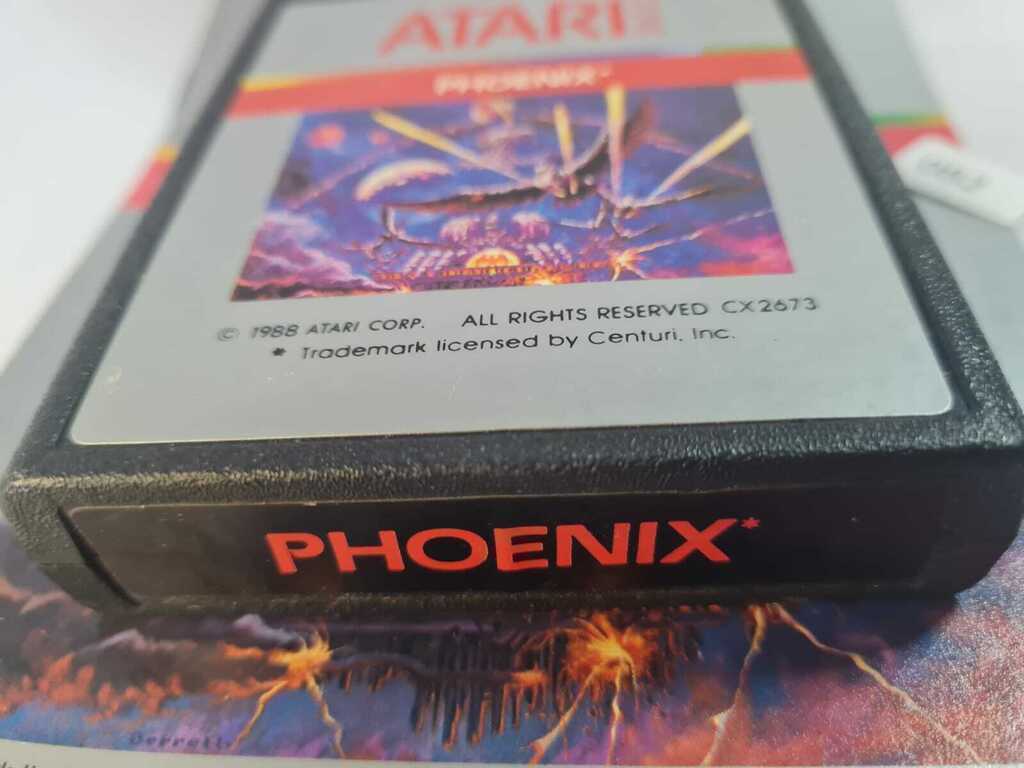 ATARI
PHOENIX*
© 1988 ATARI CORP. ALL RIGHTS RESERVED CX2673
* Trademark licensed by Centuri, Inc.
PHOENIX*